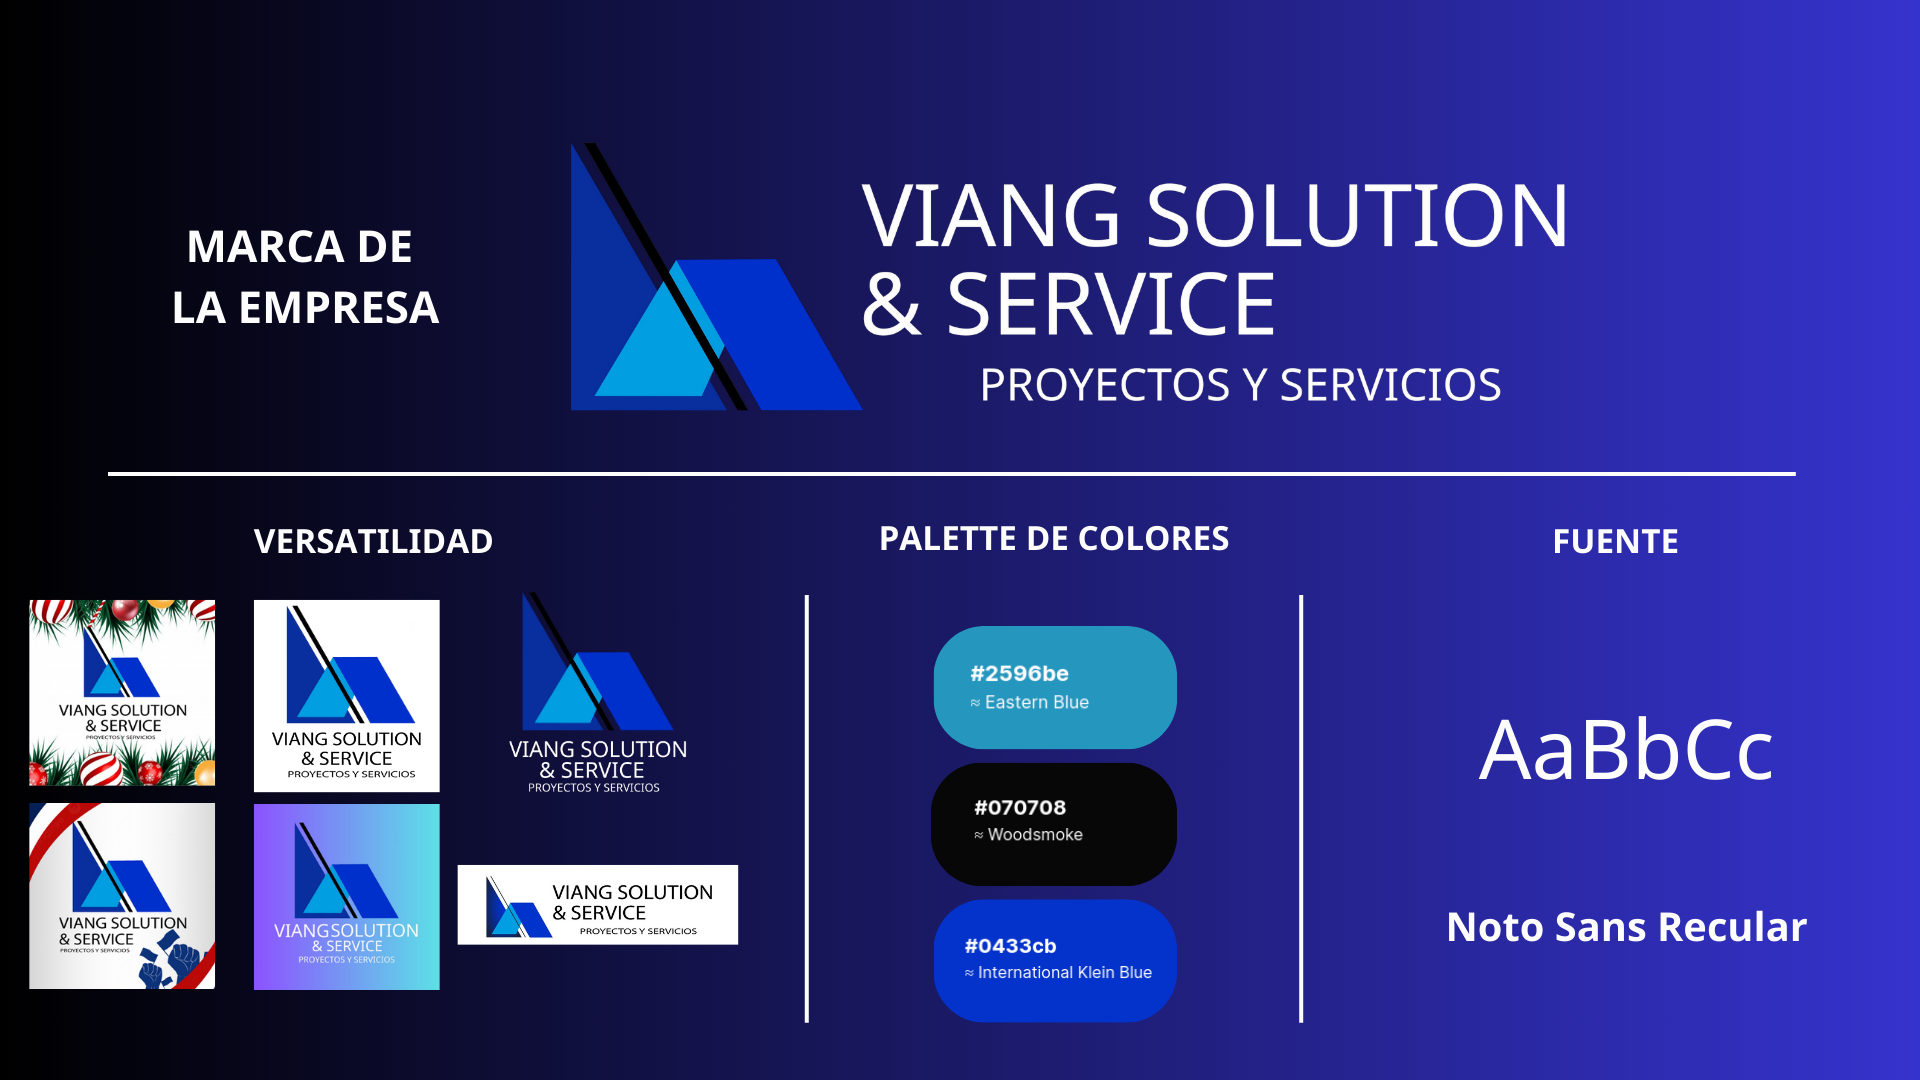 MARCA DE
LA EMPRESA
VIANG SOLUTION
& SERVICE
PROYECTOS Y SERVICIOS
VERSATILIDAD
VIANG SOLUTION
& SERVICE
PROYECTOS Y SERVICIOS
VIANG SOLUTION
& SERVICE
PROYECTOS Y SERVICIOS
VIANG SOLUTION
& SERVICE
PROYECTOS Y SERVICIOS
VIANG SOLUTION
& SERVICE
PROYECTOS Y SERVICIOS
VIANGSOLUTION
& SERVICE
PROYECTOS Y SERVICIOS
VIANG SOLUTION
& SERVICE
PROYECTOS Y SERVICIOS
PALETTE DE COLORES
#2596be
≈ Eastern Blue
#070708
≈ Woodsmoke
#0433cb
≈ International Klein Blue
FUENTE
AaBbCc
Noto Sans Recular